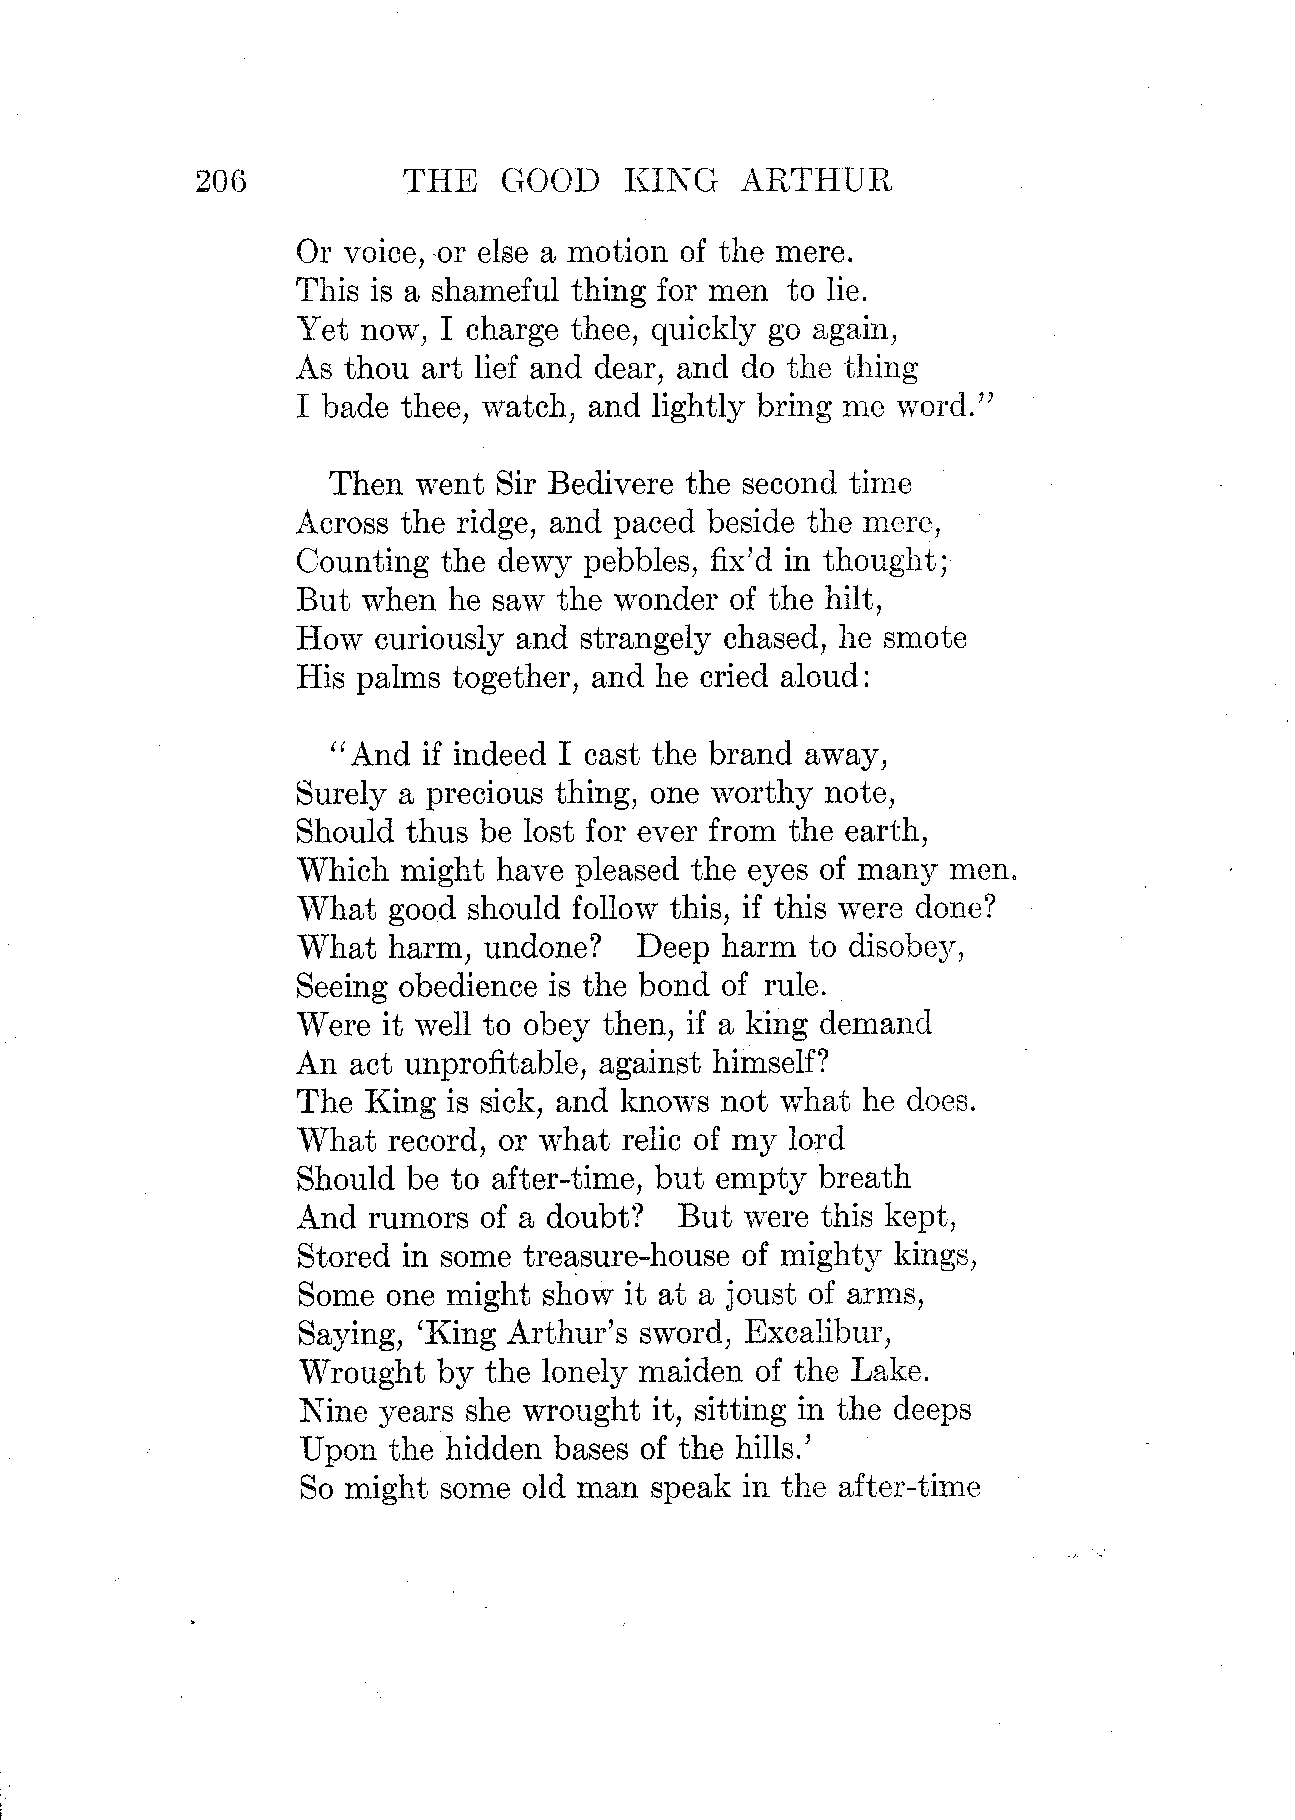 206 THE GOOD KING ARTHUR
Or voice, or else a motion of the mere.
This is a shameful thing for men to lie.
Yet now, I charge thee, quickly go again,
As thou art lief and dear, and do the thing
I bade thee, watch, and lightly bring me word."
Then went Sir Bedivere the second time
Across the ridge, and paced beside the mere,
Counting the dewy pebbles, fix'd in thought;
But when he saw the wonder of the hilt,
How curiously and strangely chased, he smote
His palms together, and he cried aloud:
"And if indeed I cast the brand away,
Surely a precious thing, one worthy note,
Should thus be lost for ever from the earth,
Which might have pleased the eyes of many men.
What good should follow this, if this were done?
What harm, undone? Deep harm to disobey,
Seeing obedience is the bond of rule.
Were it well to obey then, if a king demand
An act unprofitable, against himself?
The King is sick, and knows not what he does.
What record, or what relic of my lord
Should be to after-time, but empty breath
And rumors of a doubt? But were this kept,
Stored in some treasure-house of mighty kings,
Some one might show it at a joust of arms,
Saying, 'King Arthur's sword, Excalibur,
Wrought by the lonely maiden of the Lake.
Nine years she wrought it, sitting in the deeps
Upon the hidden bases of the hills.'
So might some old man speak in the after-time